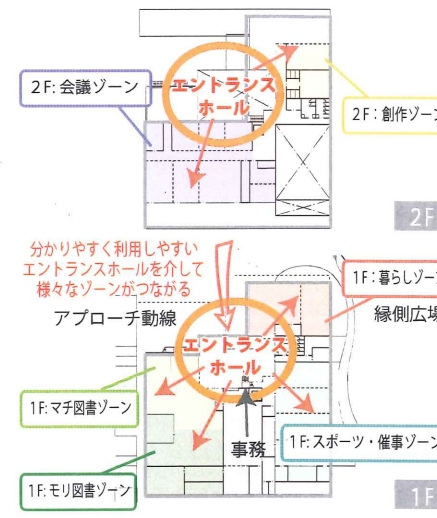 エントランス
ホール
2F:会議ゾーン
2F:創作ゾーン
2F
分かりやすく利用しやすい
エントランスホールを介して
様々なゾーンがつながる
1F:暮らしゾーン
アプローチ動線
縁側広場
エントランス
ホール
1F:マチ図書ゾーン
事務
1F:スポーツ・催事ゾーン
1F:モリ図書ゾーン
1F